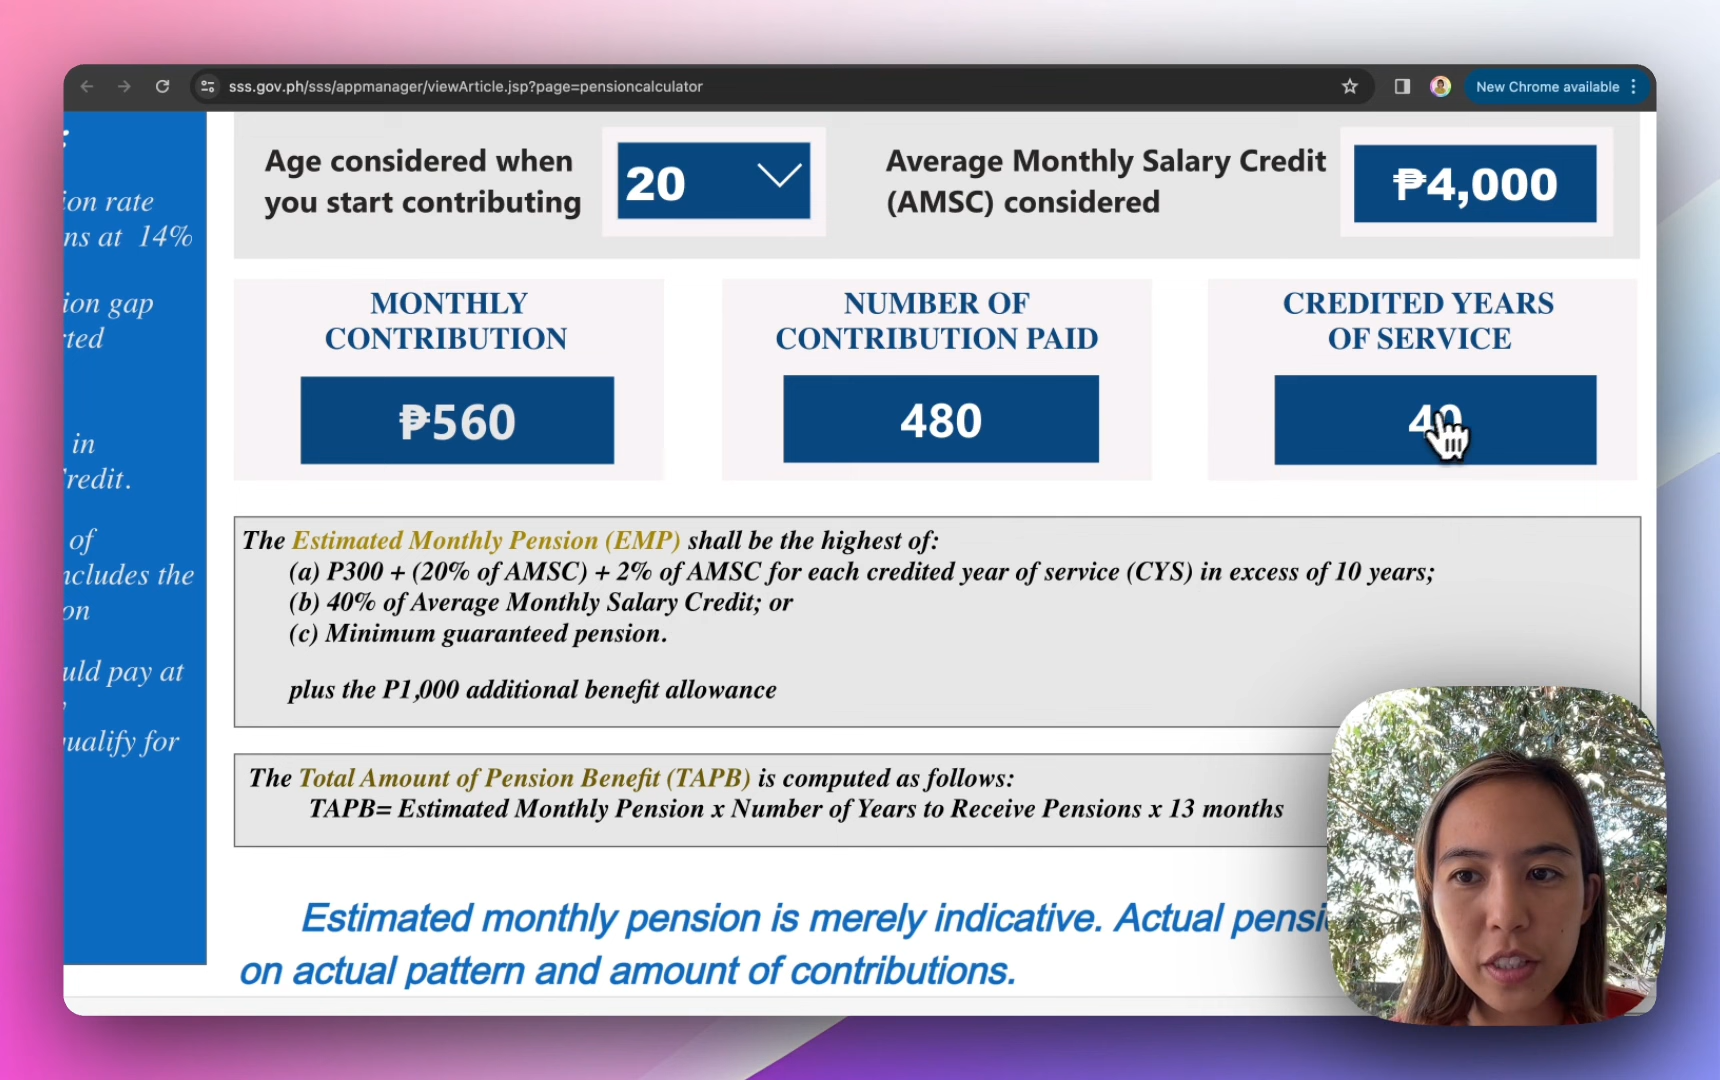 sss.gov.ph/sss/appmanager/viewArticle.jsp?page=pensioncalculator
New Chrome available
ion rate
ns at 14%
ion gap
rted
in
redit.
of
ncludes the
on
uld pay at
qualify for
Age considered when
you start contributing
20
Average Monthly Salary Credit
(AMSC) considered
₱4,000
MONTHLY
CONTRIBUTION
₱560
NUMBER OF
CONTRIBUTION PAID
480
CREDITED YEARS
OF SERVICE
40
The Estimated Monthly Pension (EMP) shall be the highest of:
(a) P300 + (20% of AMSC) + 2% of AMSC for each credited year of service (CYS) in excess of 10 years;
(b) 40% of Average Monthly Salary Credit; or
(c) Minimum guaranteed pension.
plus the P1,000 additional benefit allowance
The Total Amount of Pension Benefit (TAPB) is computed as follows:
TAPB= Estimated Monthly Pension x Number of Years to Receive Pensions x 13 months
Estimated monthly pension is merely indicative. Actual pensi
on actual pattern and amount of contributions.